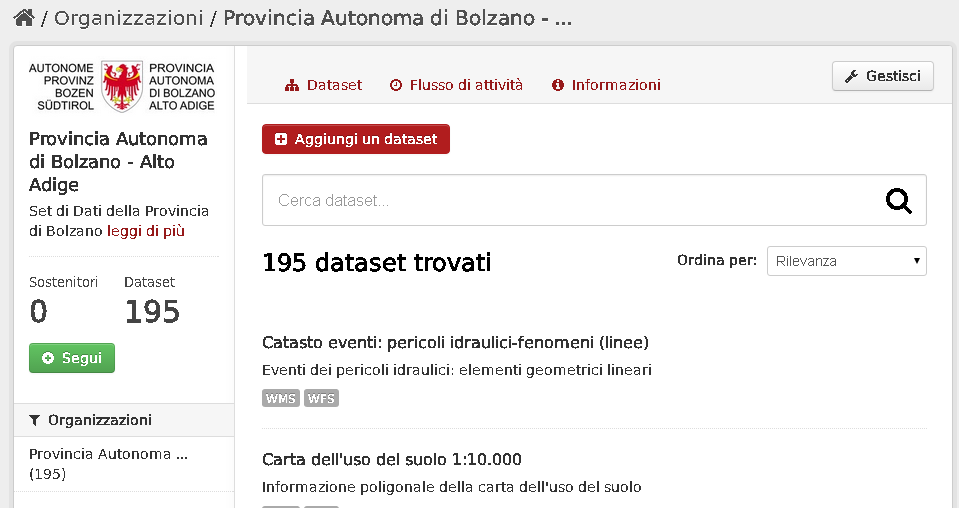 / Organizzazioni / Provincia Autonoma di Bolzano - ...
AUTONOME PROVINCIA
PROVINZ AUTONOMA
BOZEN DI BOLZANO
SÜDTIROL ALTO ADIGE
Provincia Autonoma
di Bolzano - Alto
Adige
Set di Dati della Provincia
di Bolzano leggi di più
Sostenitori Dataset
0 195
Segui
Organizzazioni
Provincia Autonoma ...
(195)
Dataset Flusso di attività Informazioni
Gestisci
Aggiungi un dataset
Cerca dataset...
195 dataset trovati
Ordina per: Rilevanza
Catasto eventi: pericoli idraulici-fenomeni (linee)
Eventi dei pericoli idraulici: elementi geometrici lineari
WMS WFS
Carta dell'uso del suolo 1:10.000
Informazione poligonale della carta dell'uso del suolo